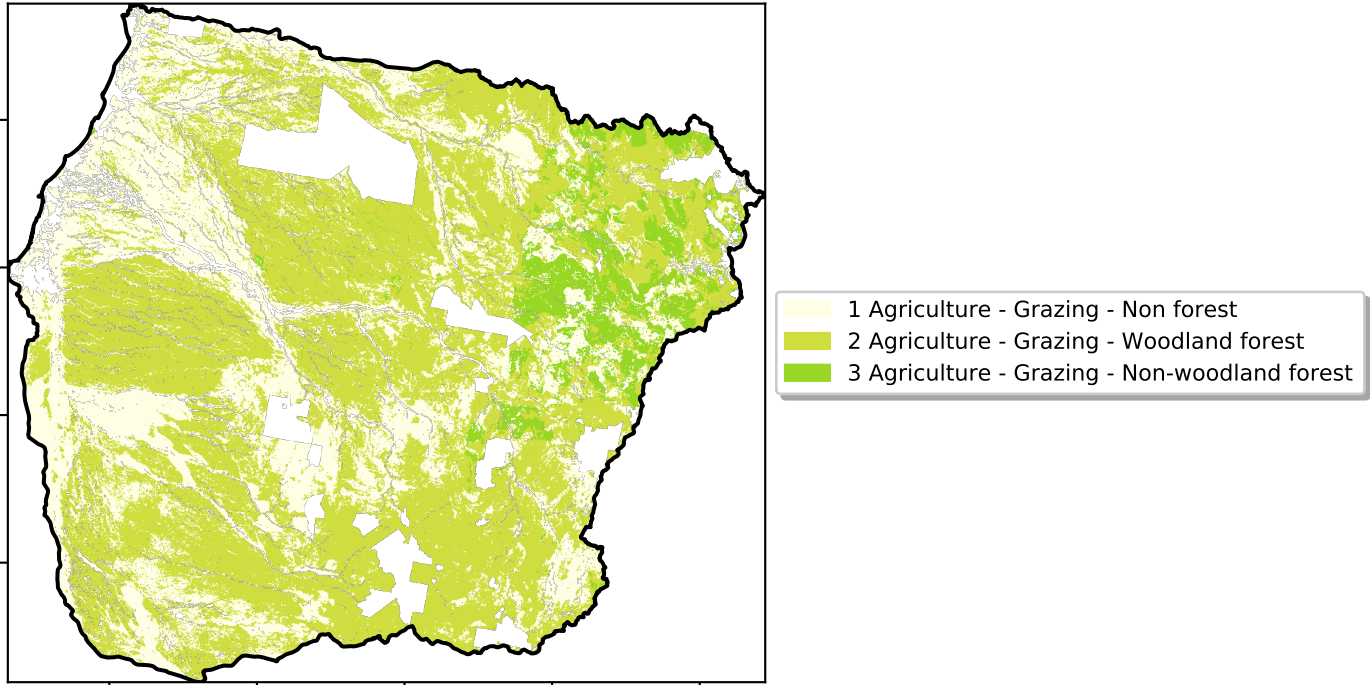 1 Agriculture - Grazing - Non forest
2 Agriculture - Grazing - Woodland forest
3 Agriculture - Grazing - Non-woodland forest